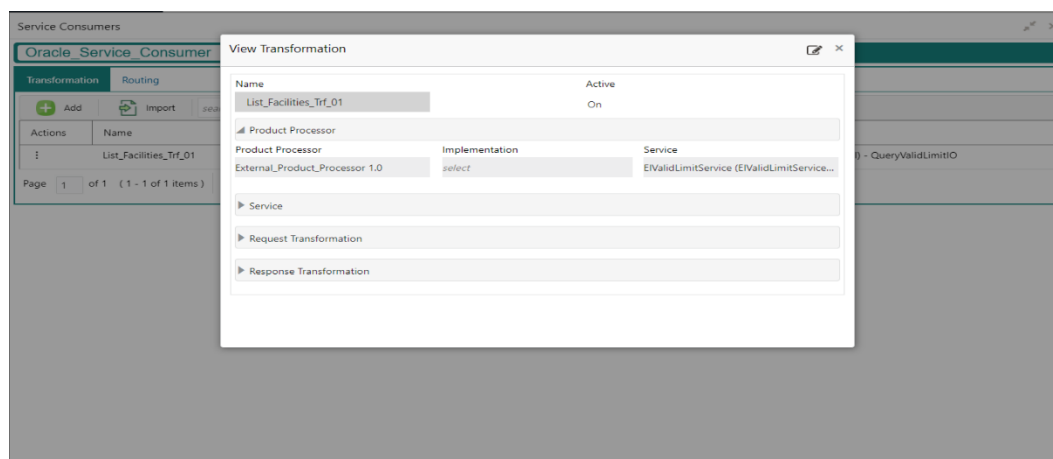 Service Consumers
Oracle_Service_Consumer
Transformation Routing
Add Import
Actions Name
List_Facilities_Trf_01 - QueryValidLimitIO
Page 1 of 1 ( 1 - 1 of 1 items )
View Transformation
Name Active
List_Facilities_Trf_01 On
Product Processor
Product Processor Implementation Service
External_Product_Processor 1.0 select EIValidLimitService (EIValidLimitService...
Service
Request Transformation
Response Transformation